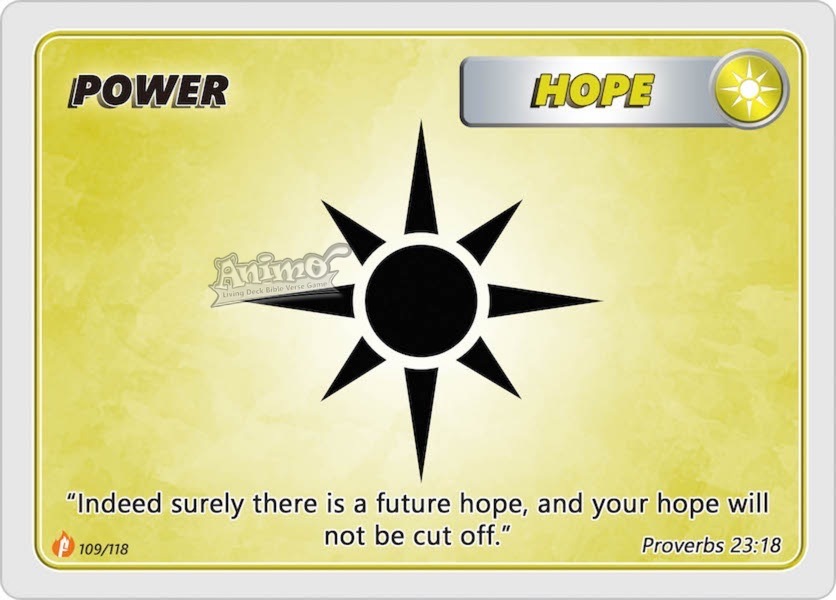 POWER
HOPE
Animo
Living Deck Bible Verse Game
“Indeed surely there is a future hope, and your hope will
not be cut off.”
109/118
Proverbs 23:18